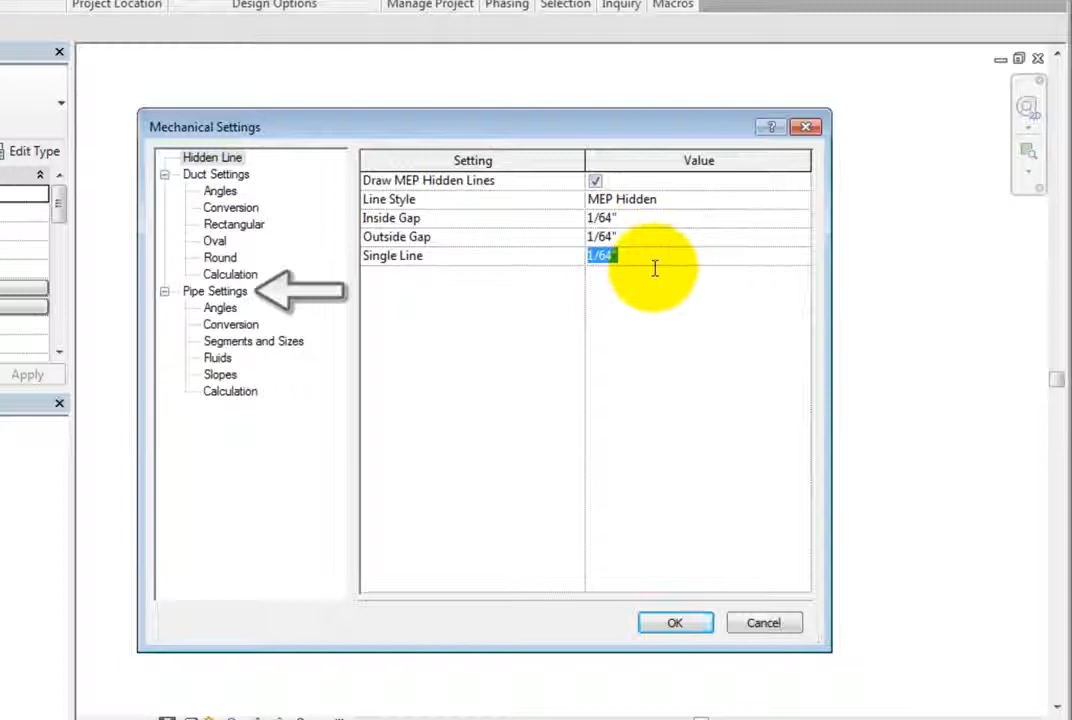 Project Location
Design Options
Manage Project
Phasing
Selection
Inquiry
Macros
Edit Type
Apply
Mechanical Settings
Hidden Line
Duct Settings
Angles
Conversion
Rectangular
Oval
Round
Calculation
Pipe Settings
Angles
Conversion
Segments and Sizes
Fluids
Slopes
Calculation
Setting Value
Draw MEP Hidden Lines
Line Style MEP Hidden
Inside Gap 1/64"
Outside Gap 1/64"
Single Line 1/64"
OK
Cancel
2D